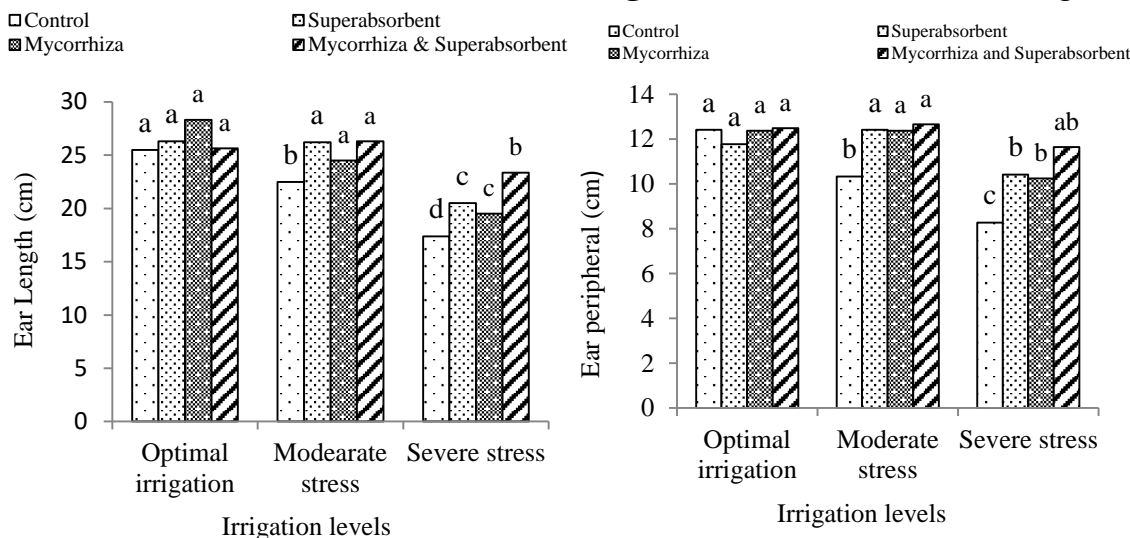 Control
Superabsorbent
Mycorrhiza
Mycorrhiza & Superabsorbent
Ear Length (cm)
30
25
20
15
10
5
0
a
a
a
a
b
a
a
a
d
c
c
b
Optimal irrigation
Modearate stress
Severe stress
Irrigation levels
Control
Superabsorbent
Mycorrhiza
Mycorrhiza and Superabsorbent
Ear peripheral (cm)
14
12
10
8
6
4
2
0
a
a
a
a
b
a
a
a
c
b
b
ab
Optimal irrigation
Moderate stress
Severe stress
Irrigation levels